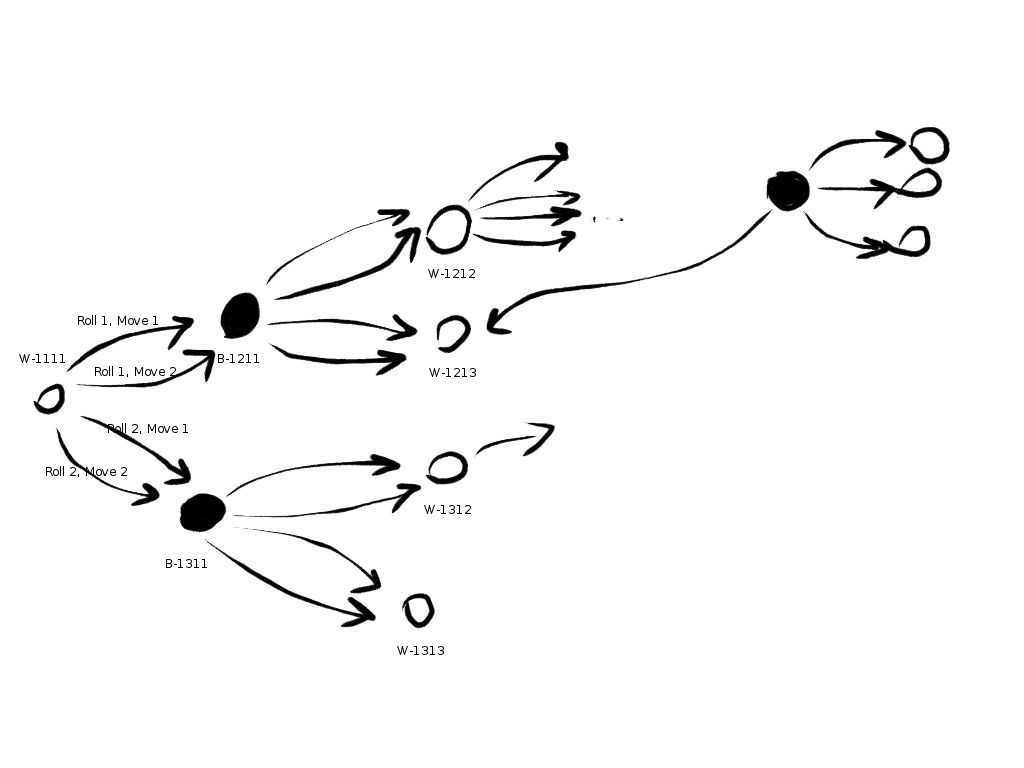 W-1212
Roll 1, Move 1
W-1111
B-1211
Roll 1, Move 2
W-1213
Roll 2, Move 1
Roll 2, Move 2
W-1312
B-1311
W-1313